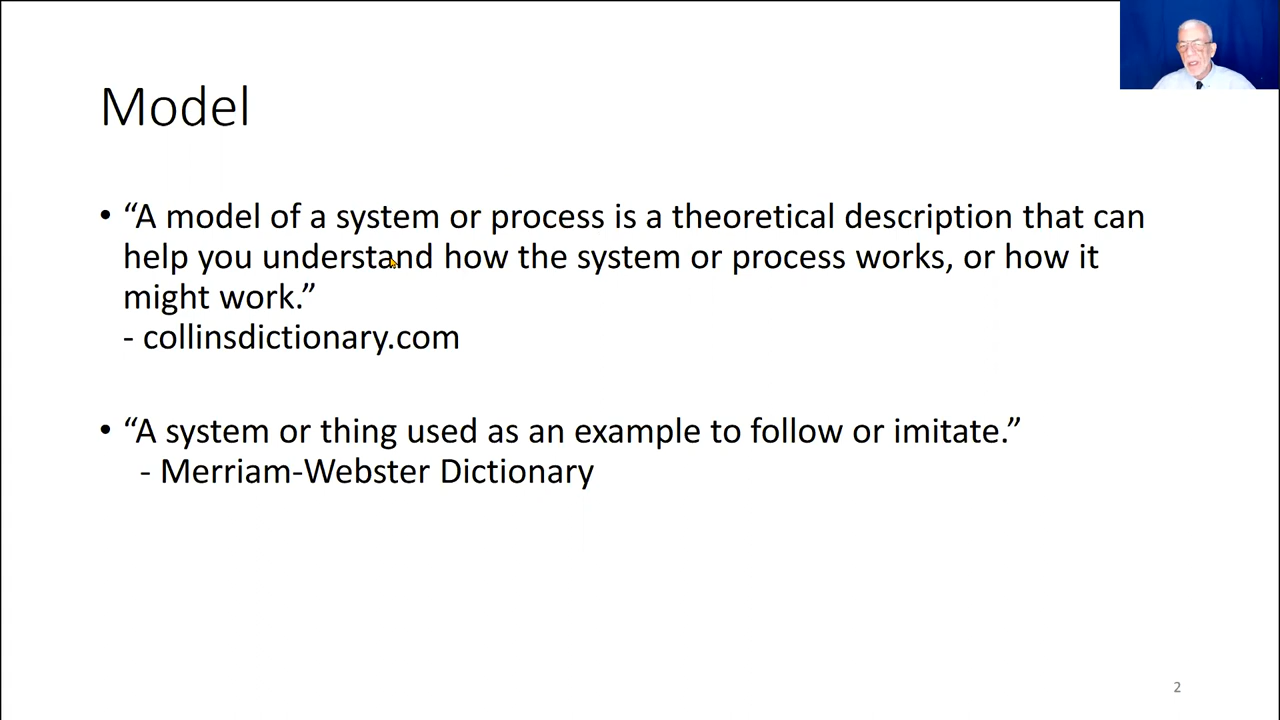 Model
• “A model of a system or process is a theoretical description that can
help you understand how the system or process works, or how it
might work.”
- collinsdictionary.com
• “A system or thing used as an example to follow or imitate.”
- Merriam-Webster Dictionary
2